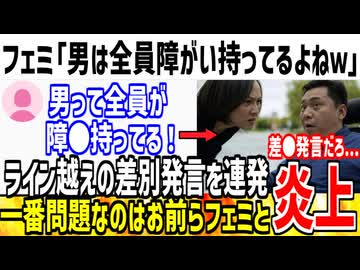 フェミ「男は全員障がい持ってるよねw」
男って全員が
障●持ってる！
差●発言だろ...
ライン越えの差別発言を連発
一番問題なのはお前らフェミと炎上